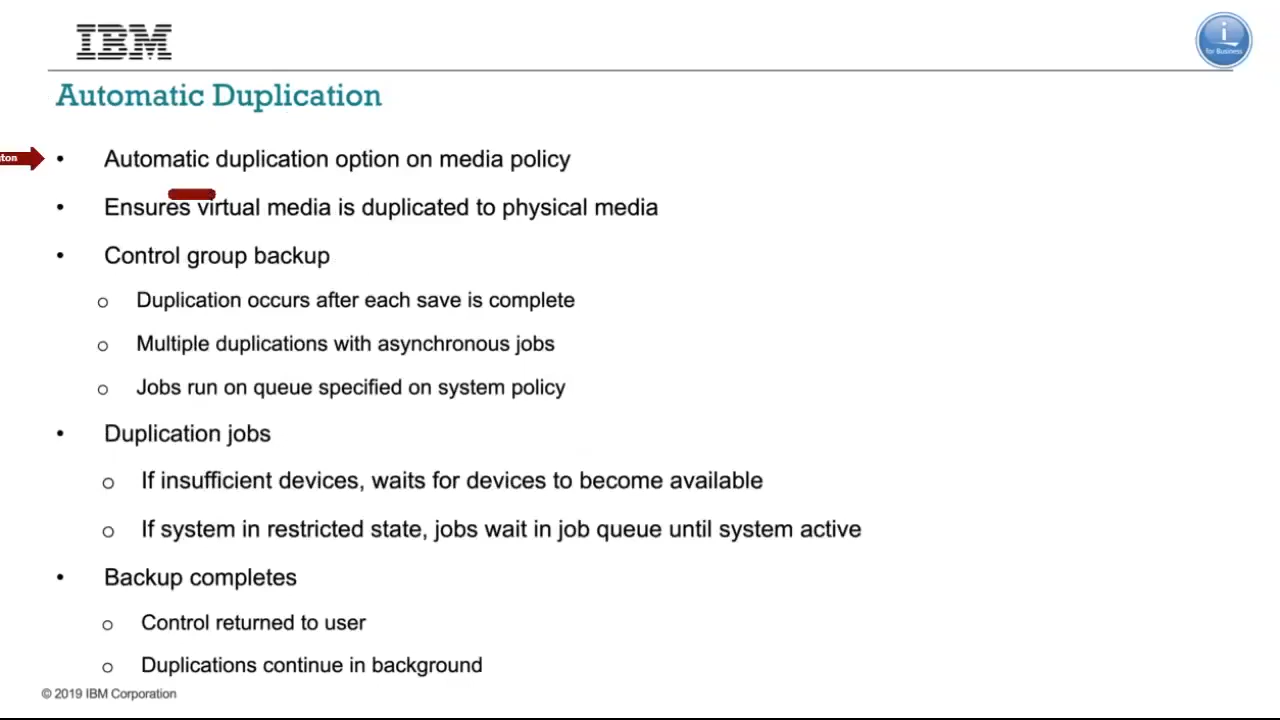 IBM
i
for Business
Automatic Duplication
• Automatic duplication option on media policy
• Ensures virtual media is duplicated to physical media
• Control group backup
o Duplication occurs after each save is complete
o Multiple duplications with asynchronous jobs
o Jobs run on queue specified on system policy
• Duplication jobs
o If insufficient devices, waits for devices to become available
o If system in restricted state, jobs wait in job queue until system active
• Backup completes
o Control returned to user
o Duplications continue in background
© 2019 IBM Corporation